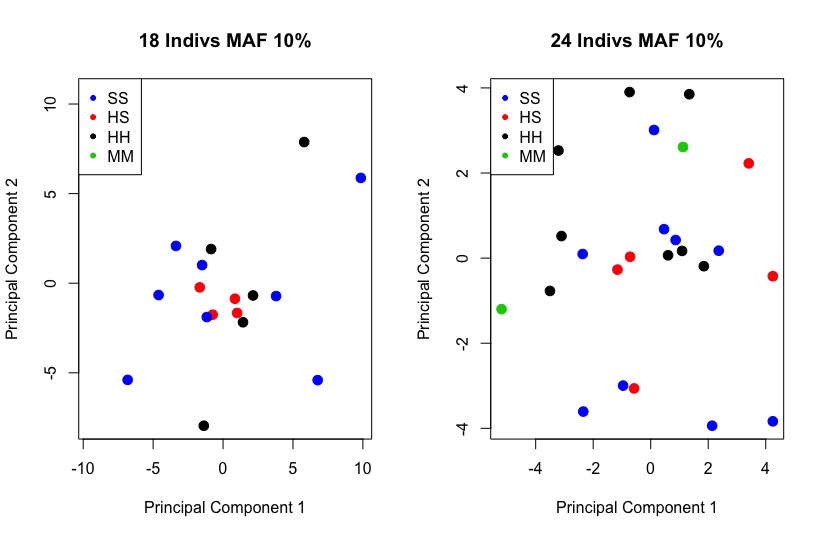 18 Indivs MAF 10%
SS
HS
HH
MM
10
5
0
-5
Principal Component 2
-10 -5 0 5 10
Principal Component 1
24 Indivs MAF 10%
SS
HS
HH
MM
4
2
0
-2
-4
Principal Component 2
-4 -2 0 2 4
Principal Component 1